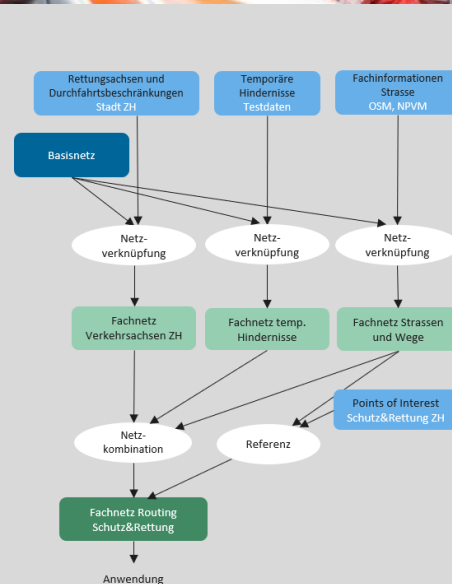 Rettungsachsen und
Durchfahrtsbeschränkungen
Stadt ZH
Temporäre
Hindernisse
Testdaten
Fachinformationen
Strasse
OSM, NPVM
Basisnetz
Netz-
verknüpfung
Netz-
verknüpfung
Netz-
verknüpfung
Fachnetz
Verkehrsachsen ZH
Fachnetz temp.
Hindernisse
Fachnetz Strassen
und Wege
Points of Interest
Schutz&Rettung ZH
Netz-
kombination
Referenz
Fachnetz Routing
Schutz&Rettung
Anwendung